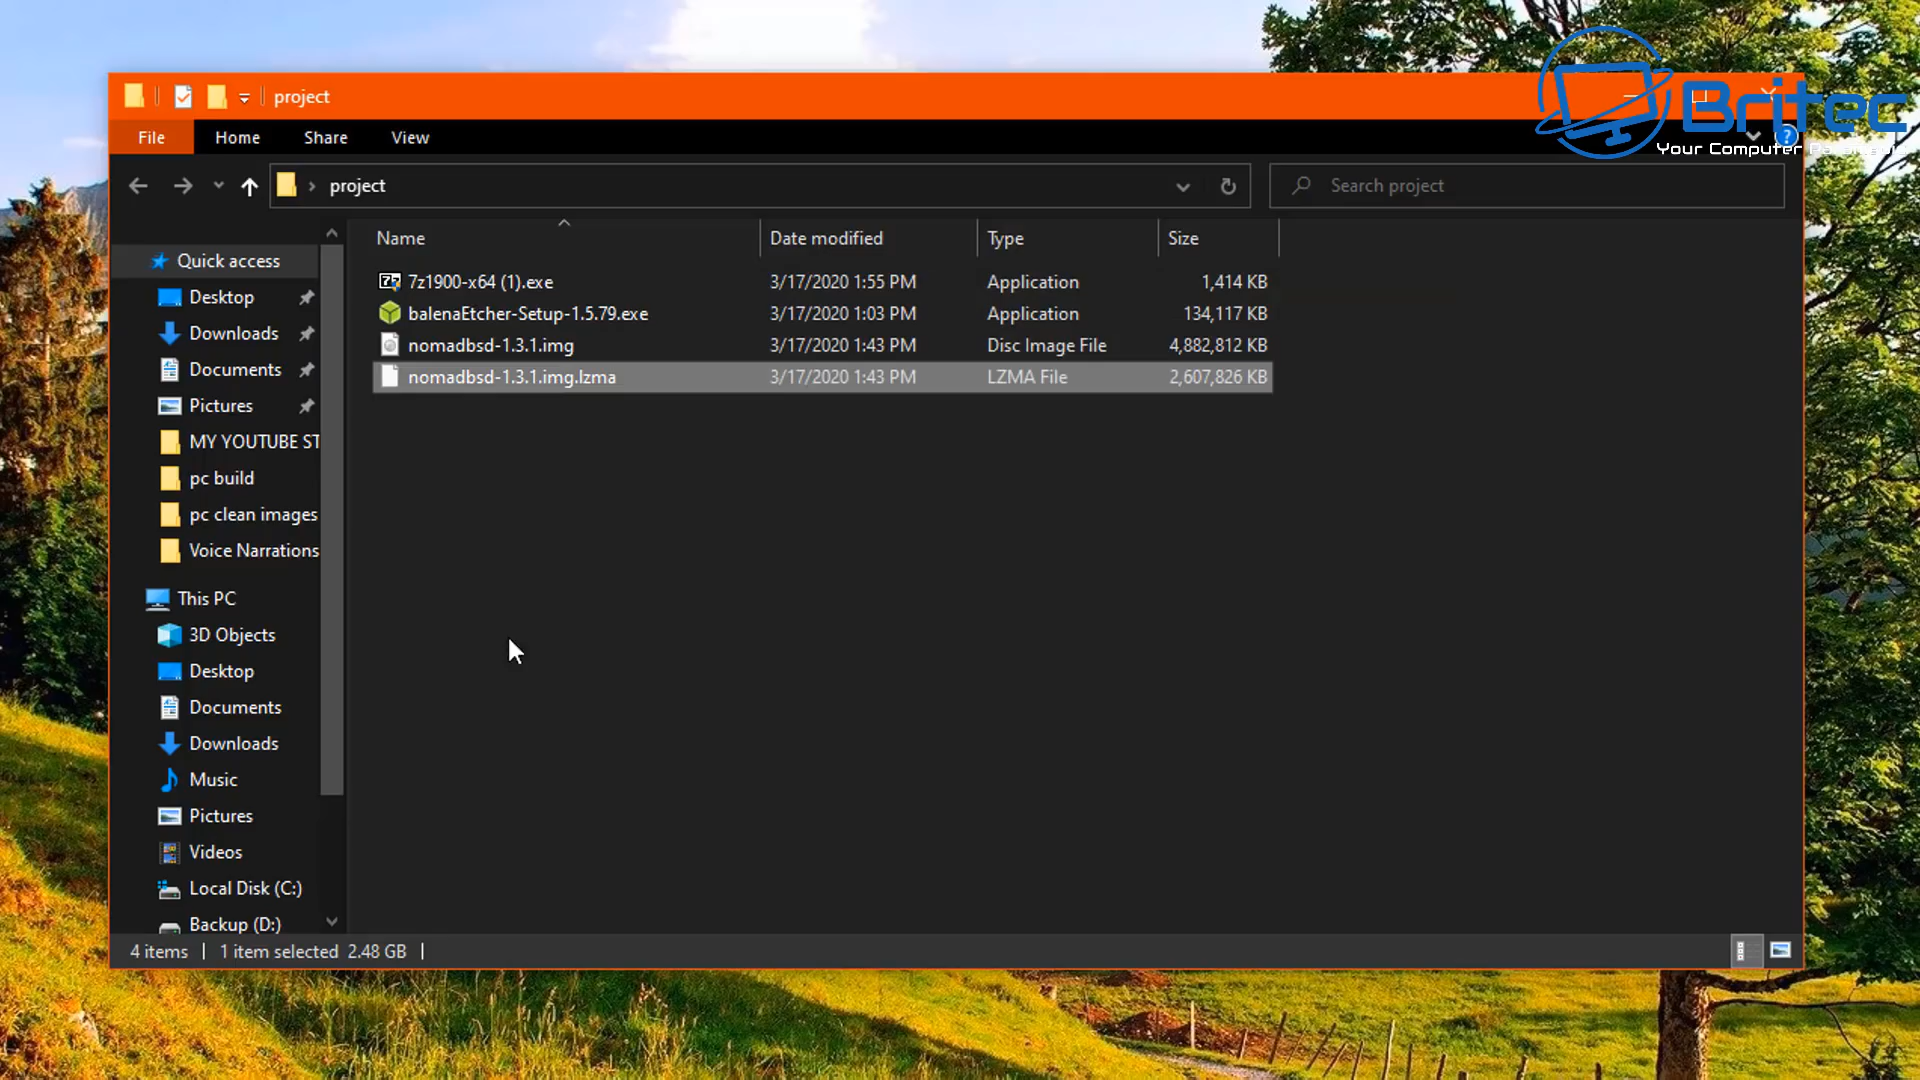 project
Britec
File Home Share View
?
Your Computer
project
Search project
Name Date modified Type Size
Quick access
7z1900-x64 (1).exe 3/17/2020 1:55 PM Application 1,414 KB
Desktop
balenaEtcher-Setup-1.5.79.exe 3/17/2020 1:03 PM Application 134,117 KB
Downloads
nomadbsd-1.3.1.img 3/17/2020 1:43 PM Disc Image File 4,882,812 KB
Documents
nomadbsd-1.3.1.img.lzma 3/17/2020 1:43 PM LZMA File 2,607,826 KB
Pictures
MY YOUTUBE ST
pc build
pc clean images
Voice Narrations
This PC
3D Objects
Desktop
Documents
Downloads
Music
Pictures
Videos
Local Disk (C:)
Backup (D:)
4 items 1 item selected 2.48 GB